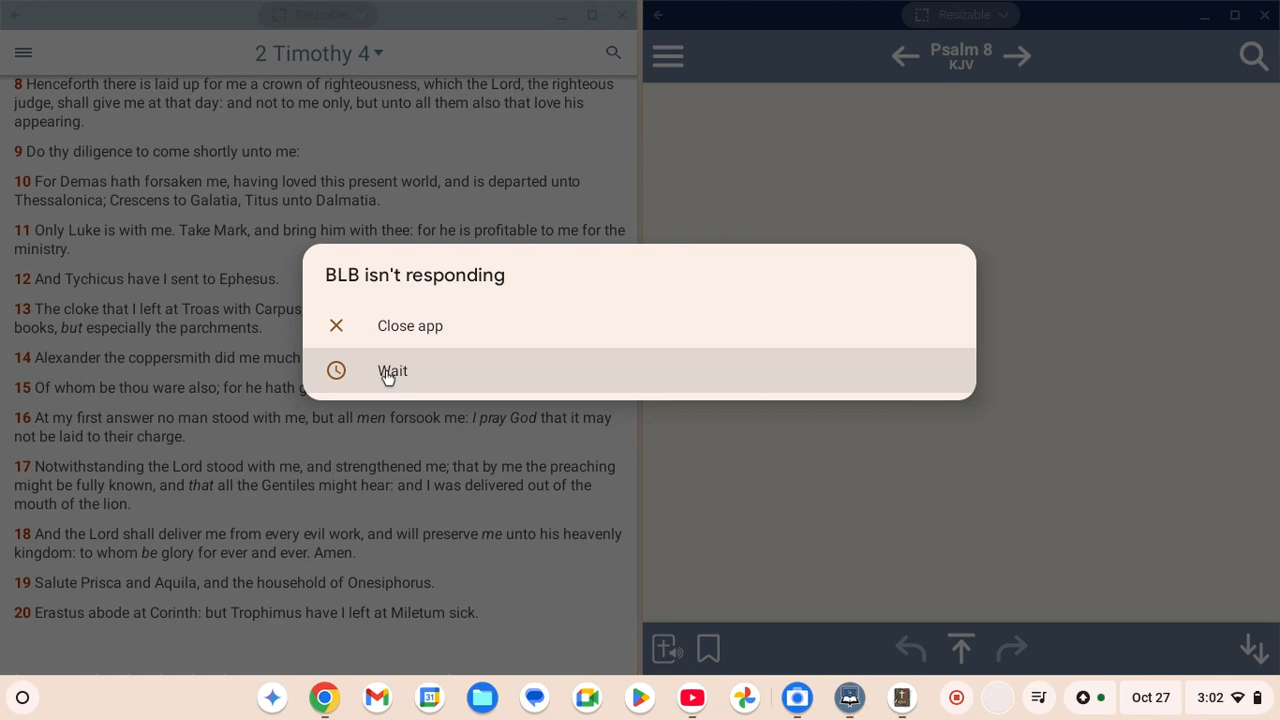 Resizable
2 Timothy 4
8 Henceforth there is laid up for me a crown of righteousness, which the Lord, the righteous
judge, shall give me at that day: and not to me only, but unto all them also that love his
appearing.
9 Do thy diligence to come shortly unto me:
10 For Demas hath forsaken me, having loved this present world, and is departed unto
Thessalonica; Crescens to Galatia, Titus unto Dalmatia.
11 Only Luke is with me. Take Mark, and bring him with thee: for he is profitable to me for the
ministry.
12 And Tychicus have I sent to Ephesus.
13 The cloke that I left at Troas with Carpus
books, but especially the parchments.
14 Alexander the coppersmith did me much
15 Of whom be thou ware also; for he hath
16 At my first answer no man stood with me, but all men forsook me: I pray God that it may
not be laid to their charge.
17 Notwithstanding the Lord stood with me, and strengthened me; that by me the preaching
might be fully known, and that all the Gentiles might hear: and I was delivered out of the
mouth of the lion.
18 And the Lord shall deliver me from every evil work, and will preserve me unto his heavenly
kingdom: to whom be glory for ever and ever. Amen.
19 Salute Prisca and Aquila, and the household of Onesiphorus.
20 Erastus abode at Corinth: but Trophimus have I left at Miletum sick.
Resizable
Psalm 8
KJV
BLB isn't responding
Close app
Wait
31
Oct 27
3:02